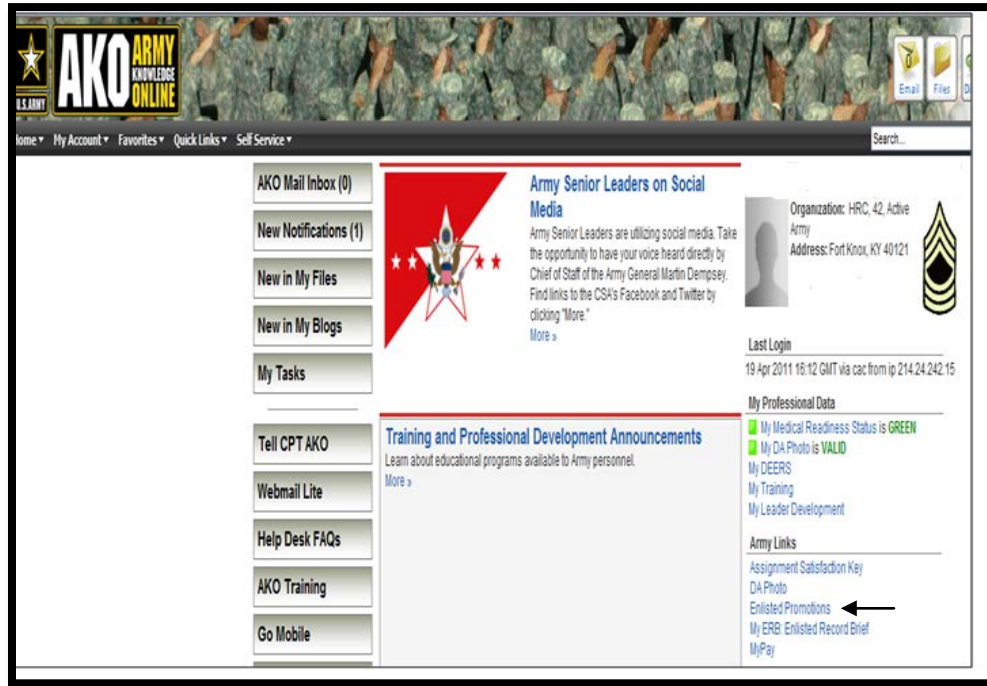 U.S.ARMY
AKO ARMY KNOWLEDGE ONLINE
Email
Files
My Account
Favorites
Quick Links
Self Service
Search...
AKO Mail Inbox (0)
New Notifications (1)
New in My Files
New in My Blogs
My Tasks
Tell CPT AKO
Webmail Lite
Help Desk FAQs
AKO Training
Go Mobile
Army Senior Leaders on Social
Media
Army Senior Leaders are utilizing social media. Take
the opportunity to have your voice heard directly by
Chief of Staff of the Army General Martin Dempsey.
Find links to the CSA's Facebook and Twitter by
clicking "More."
More »
Training and Professional Development Announcements
Learn about educational programs available to Army personnel.
More »
Organization: HRC, 42, Active
Army
Address: Fort Knox, KY 40121
Last Login
19 Apr 2011 16:12 GMT via cac from ip 214.24.242.15
My Professional Data
My Medical Readiness Status is GREEN
My DA Photo is VALID
My DEERS
My Training
My Leader Development
Army Links
Assignment Satisfaction Key
DA Photo
Enlisted Promotions
My ERB: Enlisted Record Brief
MyPay